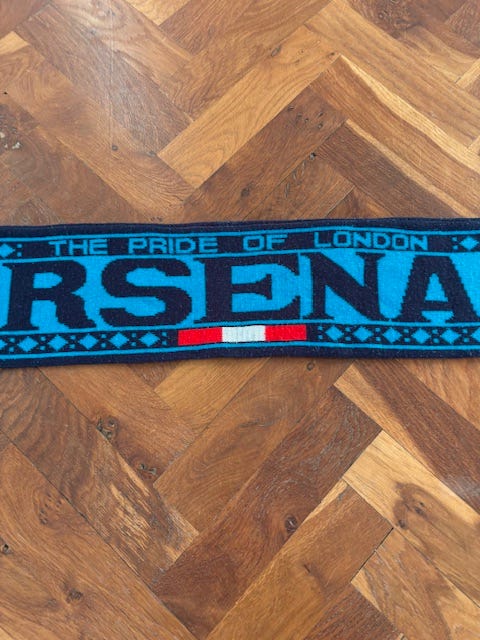 THE PRIDE OF LONDON
RSENA